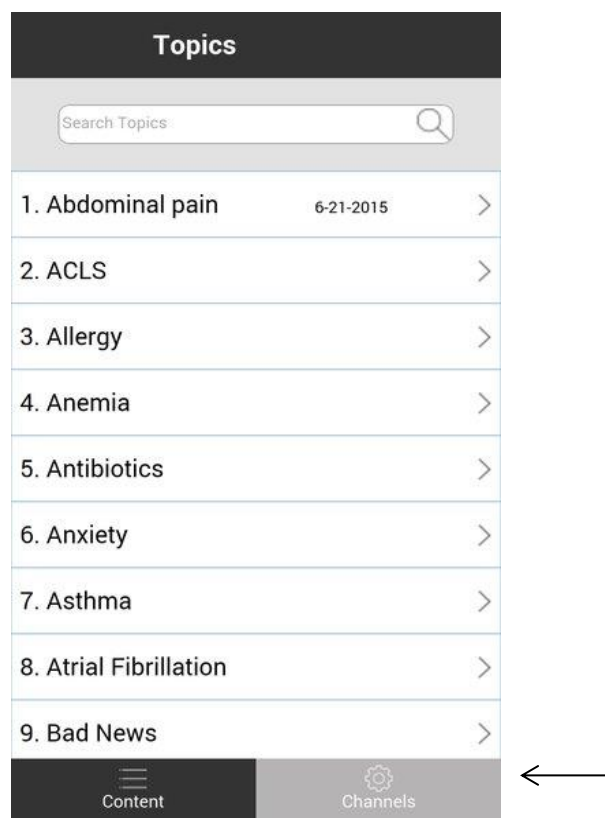 Topics
Search Topics
1. Abdominal pain 6-21-2015
2. ACLS
3. Allergy
4. Anemia
5. Antibiotics
6. Anxiety
7. Asthma
8. Atrial Fibrillation
9. Bad News
Content Channels